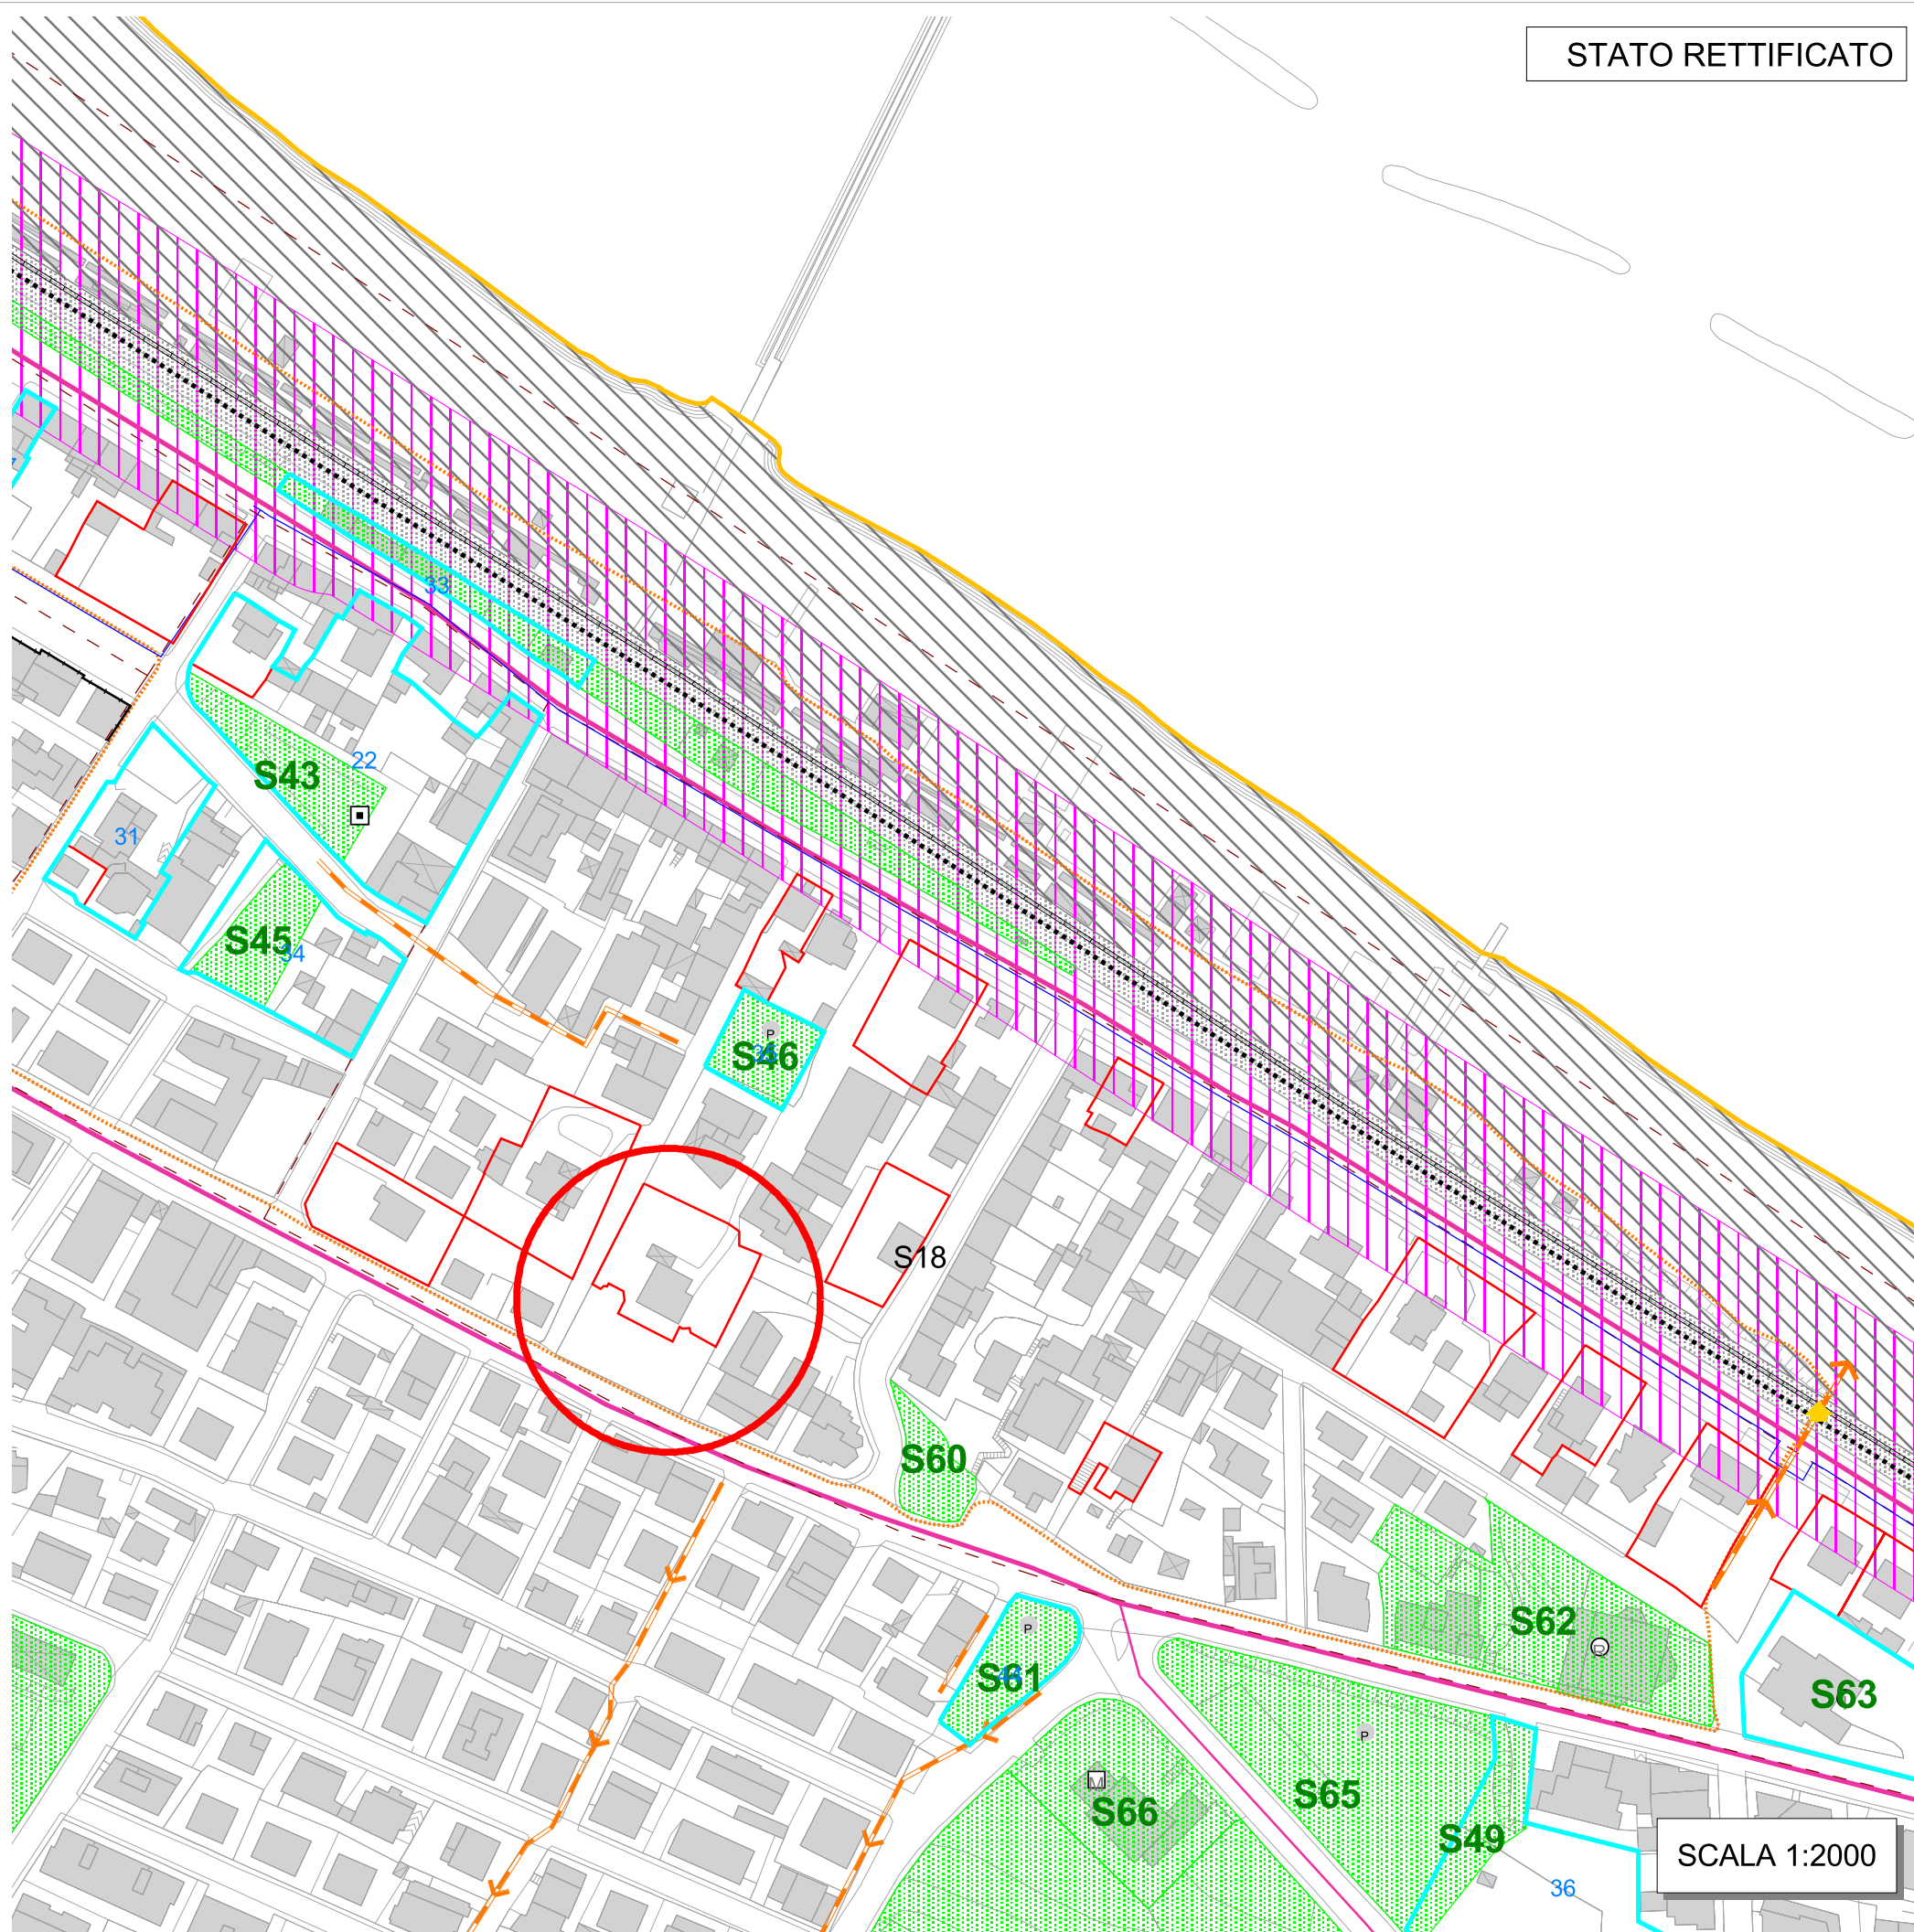 STATO RETTIFICATO
33
22
S43
31
S45
34
P
S46
S18
S60
P
S61
S62
P
S63
P
S65
M
S66
S49
36
SCALA 1:2000